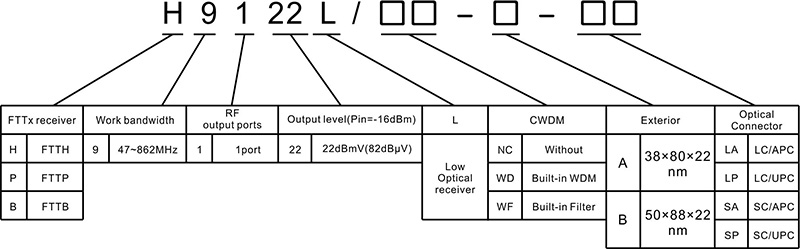 H 9 1 22 L / □□ – □ – □□
FTTx receiver Work bandwidth RF output ports Output level(Pin=-16dBm) L CWDM Exterior Optical Connector
H FTTH 9 47~862MHz 1 1port 22 22dBmV(82dBµV) Low Optical receiver NC Without A 38×80×22 nm LA LC/APC
P FTTP WD Built-in WDM LP LC/UPC
B FTTB WF Built-in Filter B 50×88×22 nm SA SC/APC
SP SC/UPC